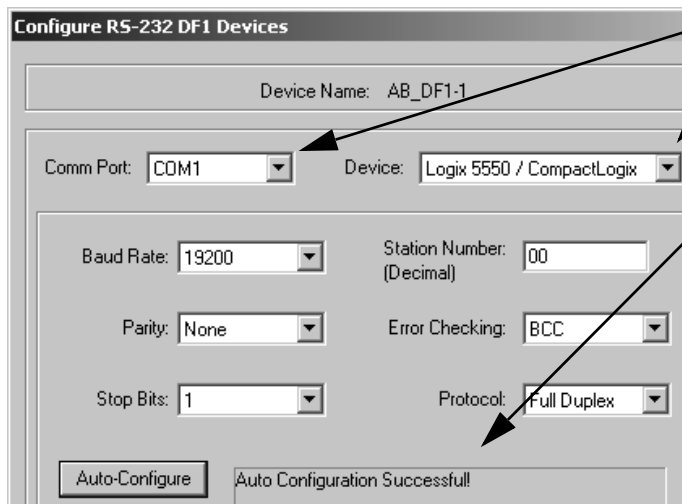 Configure RS-232 DF1 Devices
Device Name: AB_DF1-1
Comm Port: COM1 Device: Logix 5550 / CompactLogix
Baud Rate: 19200 Station Number: 00
(Decimal)
Parity: None Error Checking: BCC
Stop Bits: 1 Protocol: Full Duplex
Auto-Configure Auto Configuration Successful!